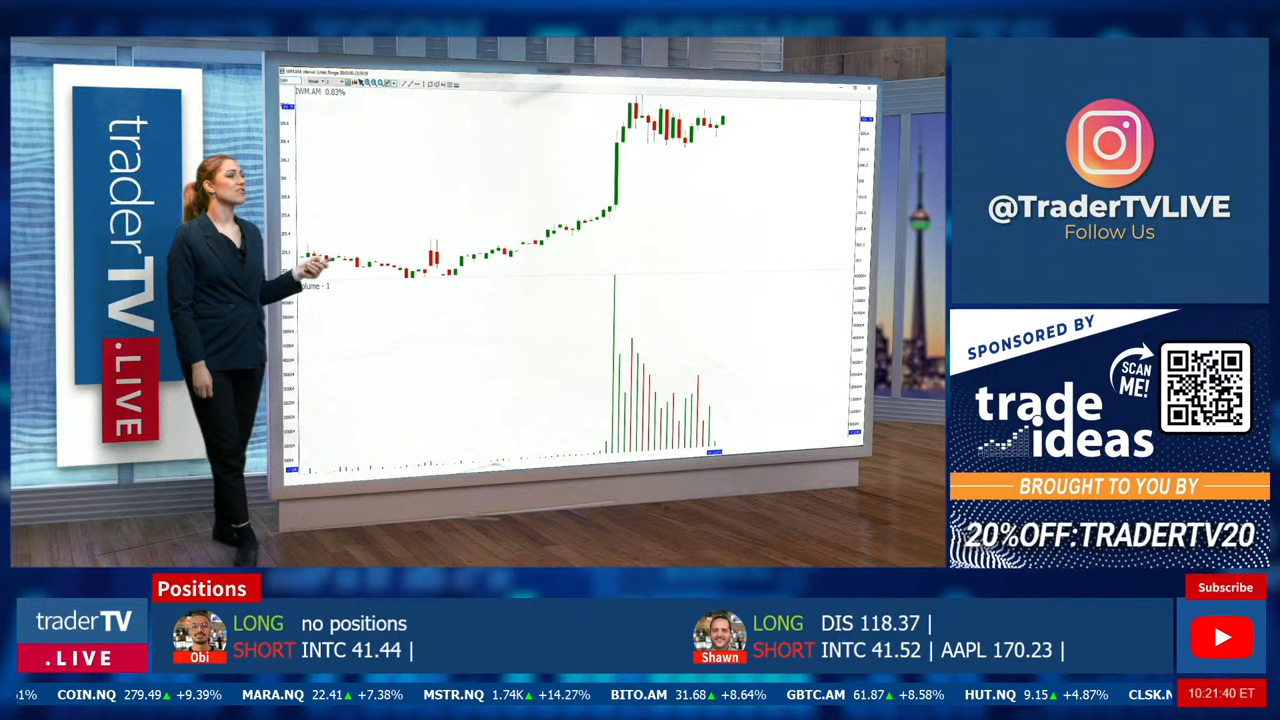 traderTV
.LIVE
IWM.AM 0.83%
@TraderTVLIVE
Follow Us
SPONSORED BY
trade
ideas
SCAN
ME!
BROUGHT TO YOU BY
20%OFF:TRADERTV20
Positions
Subscribe
traderTV
.LIVE
Obi
LONG no positions
SHORT INTC 41.44 |
Shawn
LONG DIS 118.37 |
SHORT INTC 41.52 | AAPL 170.23 |
COIN.NQ 279.49▲ +9.39% MARA.NQ 22.41▲ +7.38% MSTR.NQ 1.74K▲ +14.27% BITO.AM 31.68▲ +8.64% GBTC.AM 61.87▲ +8.58% HUT.NQ 9.15▲ +4.87% CLSK.N
10:21:40 ET